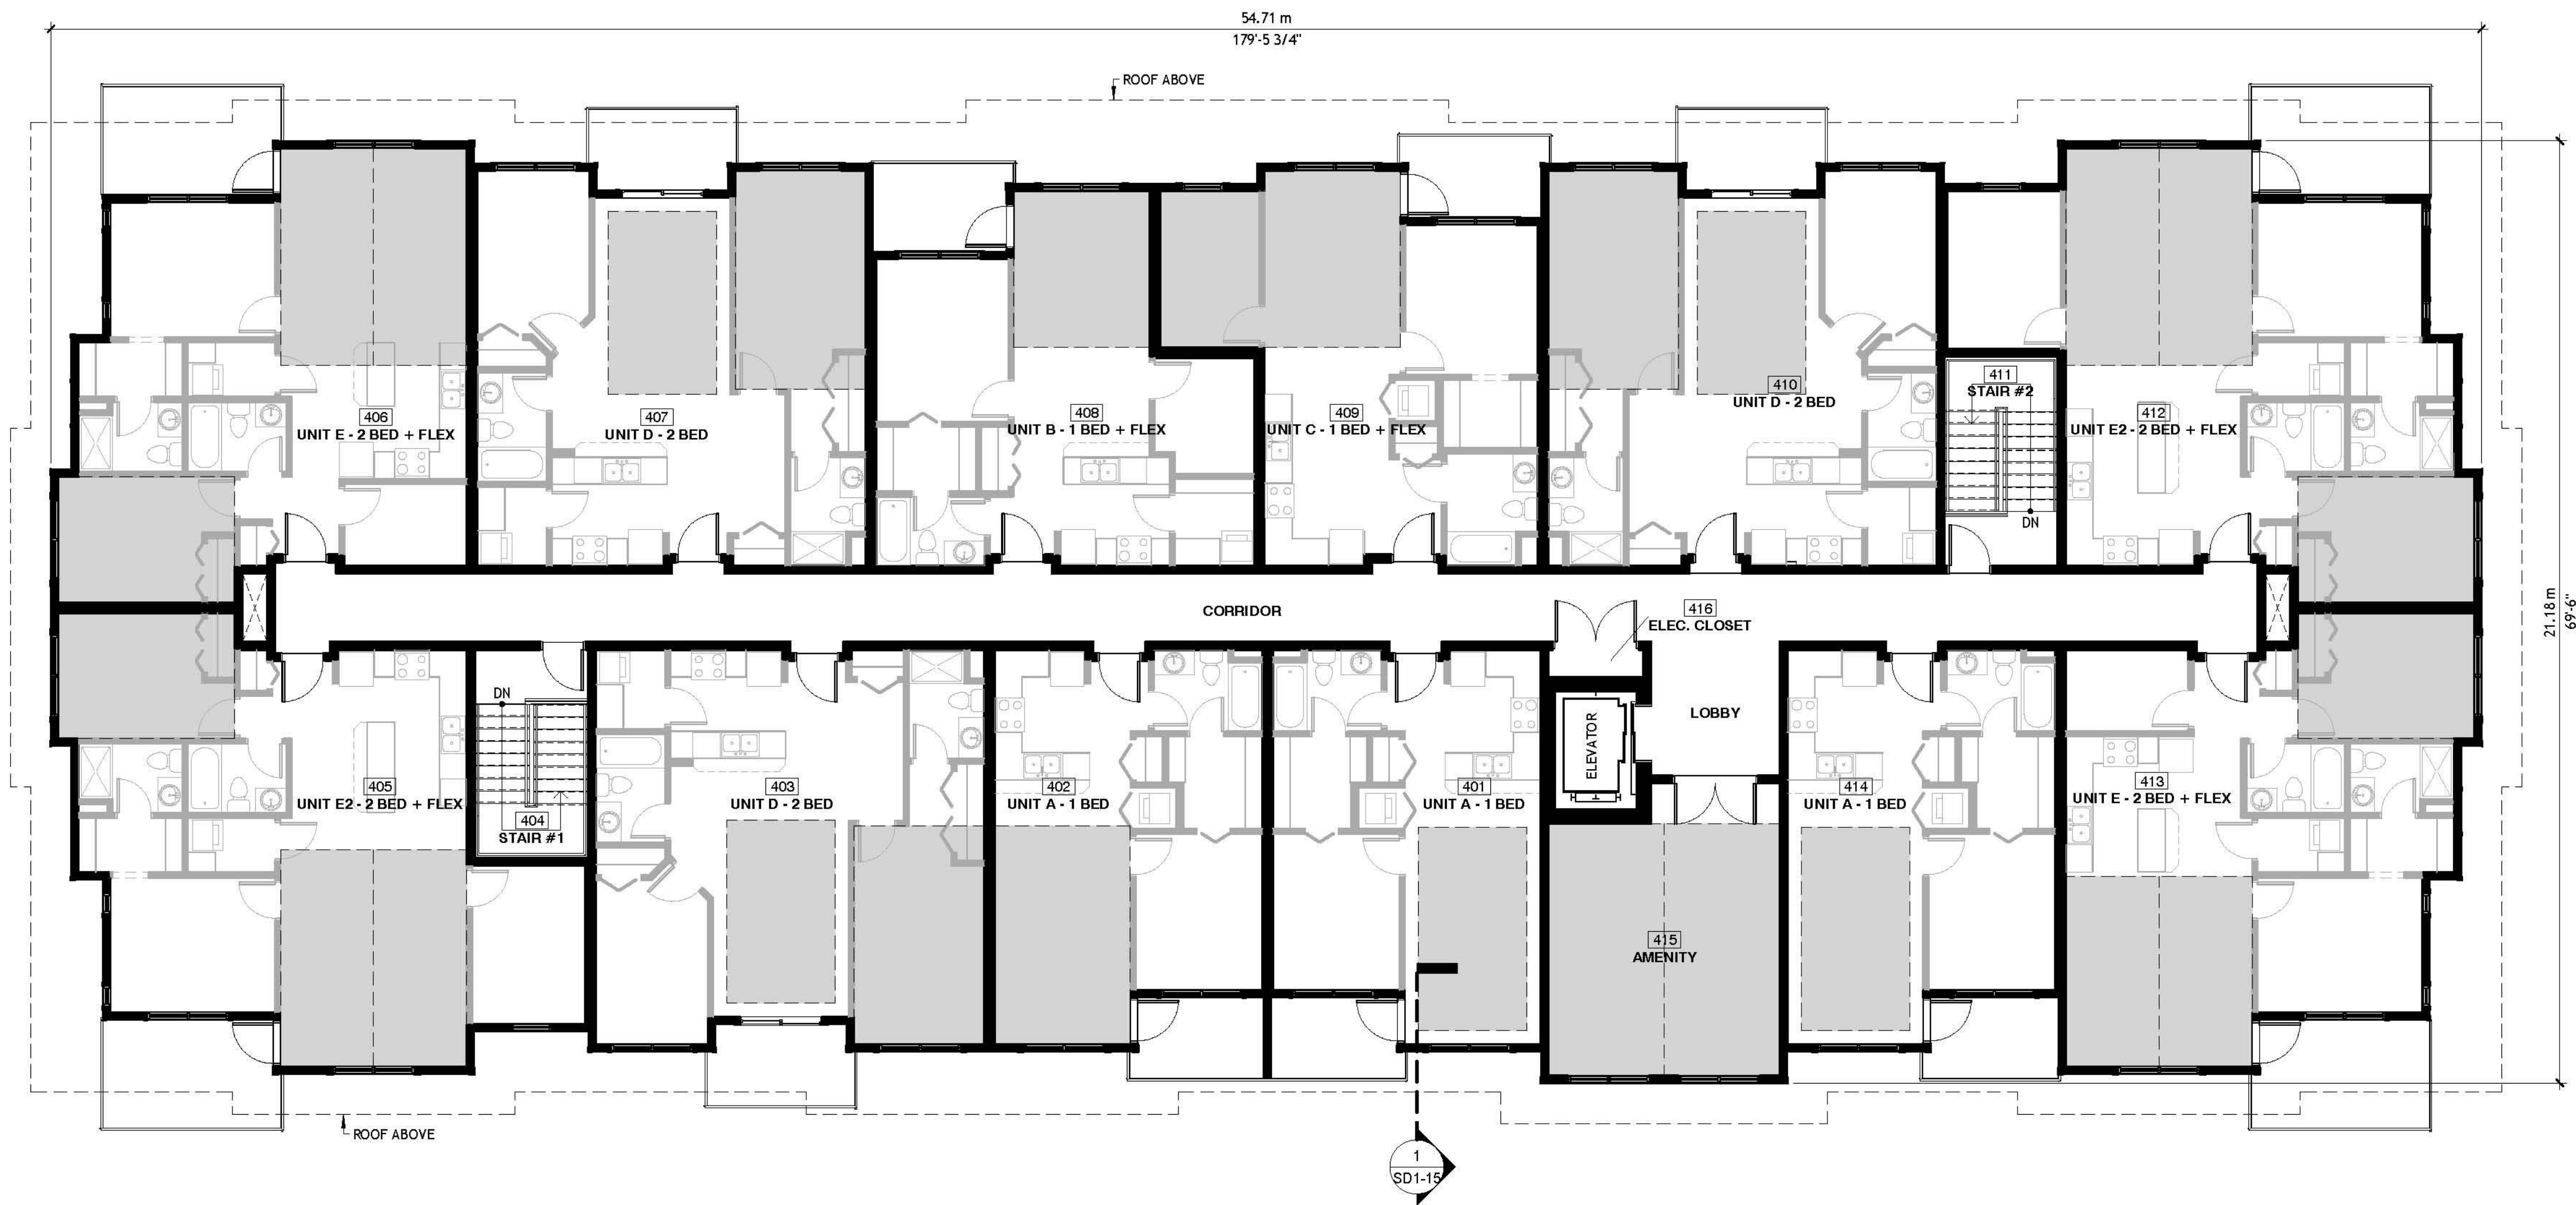 54.71 m
179'-5 3/4"
ROOF ABOVE
406
UNIT E - 2 BED + FLEX
407
UNIT D - 2 BED
408
UNIT B - 1 BED + FLEX
409
UNIT C - 1 BED + FLEX
410
UNIT D - 2 BED
411
STAIR #2
DN
412
UNIT E2 - 2 BED + FLEX
CORRIDOR
416
ELEC. CLOSET
21.18 m
69'-6"
405
UNIT E2 - 2 BED + FLEX
DN
404
STAIR #1
403
UNIT D - 2 BED
402
UNIT A - 1 BED
401
UNIT A - 1 BED
ELEVATOR
LOBBY
414
UNIT A - 1 BED
413
UNIT E - 2 BED + FLEX
415
AMENITY
ROOF ABOVE
1
SD1-15